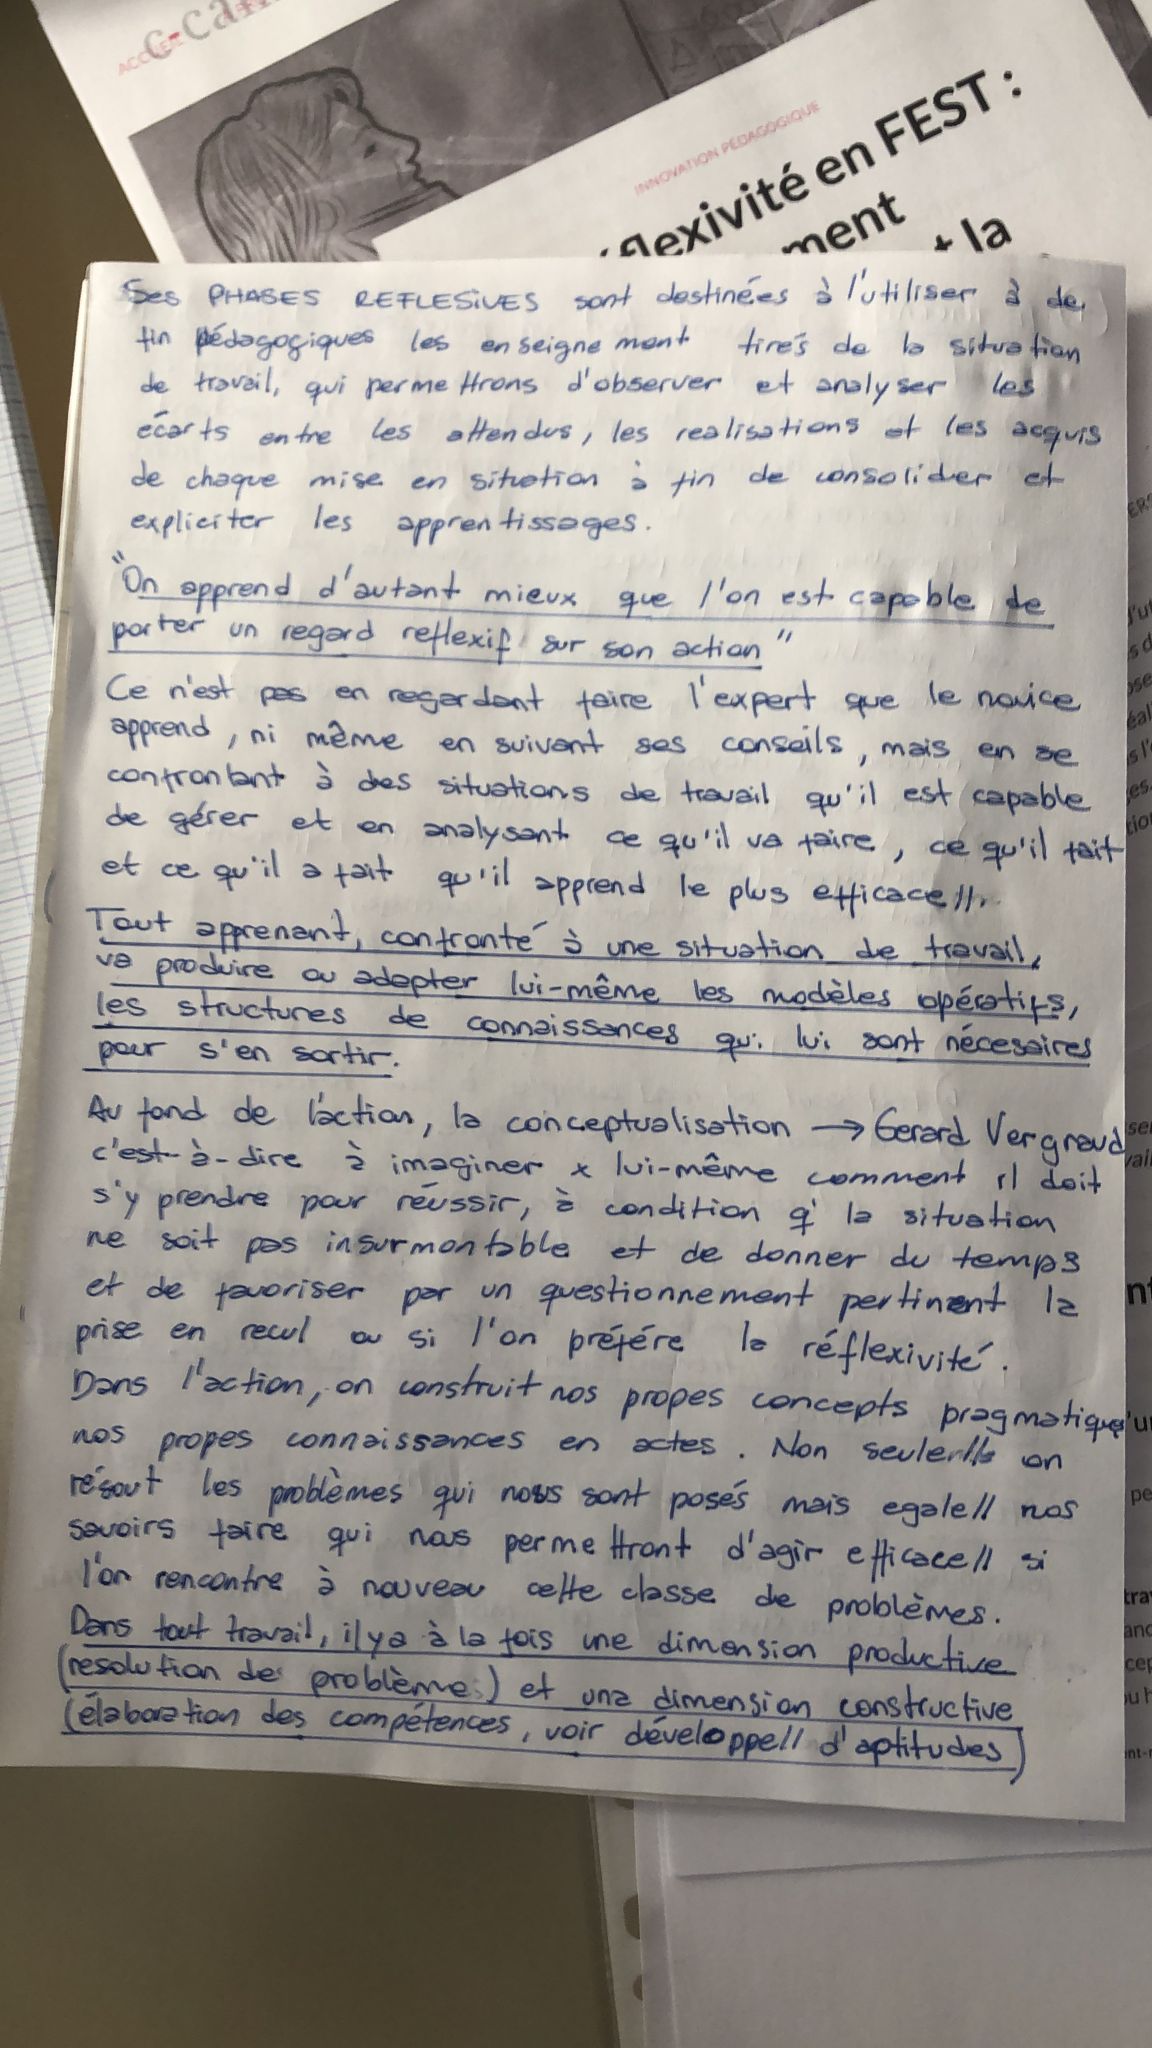 ACCUEIL
c-car
INNOVATION PÉDAGOGIQUE
flexivité en FEST :
ment
t la
Ses PHASES REFLESIVES sont destinées à l'utiliser à de
fin pédagogiques les enseignement tirés de la situation
de travail, qui permettrons d'observer et analyser les
écarts entre les attendus, les realisations et les acquis
de chaque mise en situation à fin de consolider et
expliciter les apprentissages.
"On apprend d'autant mieux que l'on est capable de
porter un regard reflexif sur son action"
Ce n'est pas en regardant faire l'expert que le novice
apprend, ni même en suivant ses conseils, mais en se
confrontant à des situations de travail qu'il est capable
de gérer et en analysant ce qu'il va faire, ce qu'il fait
et ce qu'il a fait qu'il apprend le plus efficace//.
Tout apprenant, confronté à une situation de travail,
va produire ou adapter lui-même les modèles opératifs,
les structures de connaissances qui lui sont nécesaires
pour s'en sortir.
Au fond de l'action, la conceptualisation → Gerard Vergnaud
c'est-à-dire à imaginer x lui-même comment il doit
s'y prendre pour réussir, à condition q' la situation
ne soit pas insurmontable et de donner du temps
et de favoriser par un questionnement pertinent la
prise en recul ou si l'on préfére la réflexivité.
Dans l'action, on construit nos propes concepts pragmatiques
nos propes connaissances en actes. Non seule// on
résout les problèmes qui nous sont posés mais egale// nos
savoirs faire qui nous permettront d'agir efficace// si
l'on rencontre à nouveau cette classe de problèmes.
Dans tout travail, il y a à la fois une dimension productive
(resolution de problèmes) et une dimension constructive
(élaboration des compétences, voir développe// d'aptitudes)